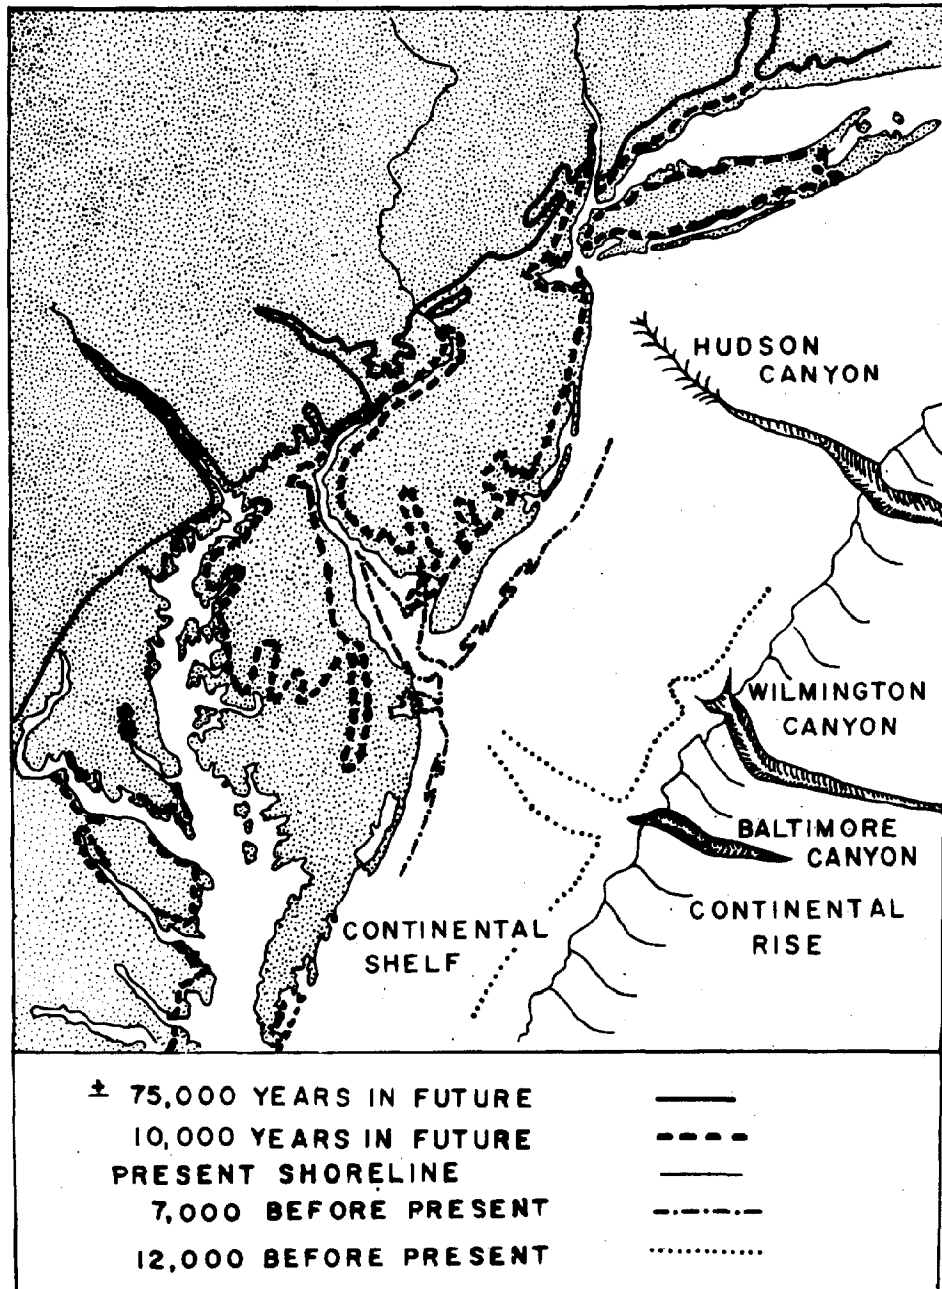 HUDSON
CANYON
WILMINGTON
CANYON
BALTIMORE
CANYON
CONTINENTAL
RISE
CONTINENTAL
SHELF
± 75,000 YEARS IN FUTURE
10,000 YEARS IN FUTURE
PRESENT SHORELINE
7,000 BEFORE PRESENT
12,000 BEFORE PRESENT